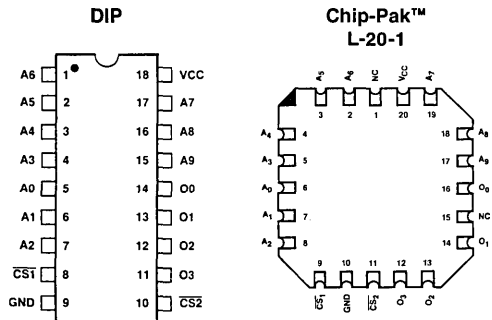 DIP
A6 1 18 VCC
A5 2 17 A7
A4 3 16 A8
A3 4 15 A9
A0 5 14 O0
A1 6 13 O1
A2 7 12 O2
CS1 8 11 O3
GND 9 10 CS2
Chip-Pak™
L-20-1
A5 A6 NC VCC A7
3 2 1 20 19
A4 4 18 A8
A3 5 17 A9
A0 6 16 O0
A1 7 15 NC
A2 8 14 O1
9 10 11 12 13
CS1 GND CS2 O3 O2